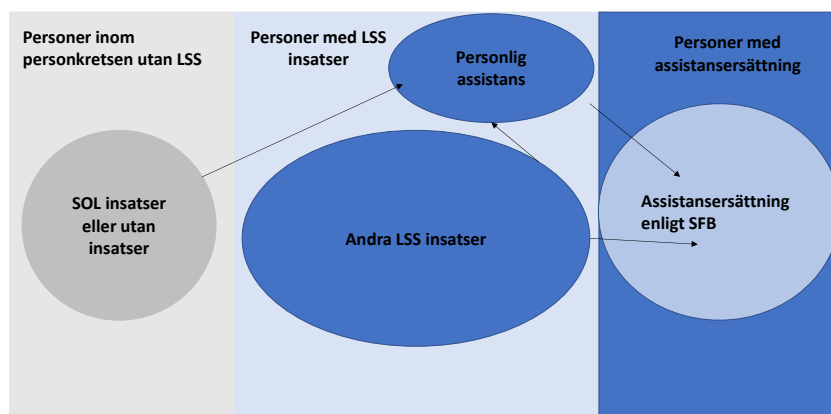 Personer inom
personkretsen utan LSS
Personer med LSS
insatser
Personlig
assistans
Personer med
assistansersättning
SOL insatser
eller utan
insatser
Andra LSS insatser
Assistansersättning
enligt SFB